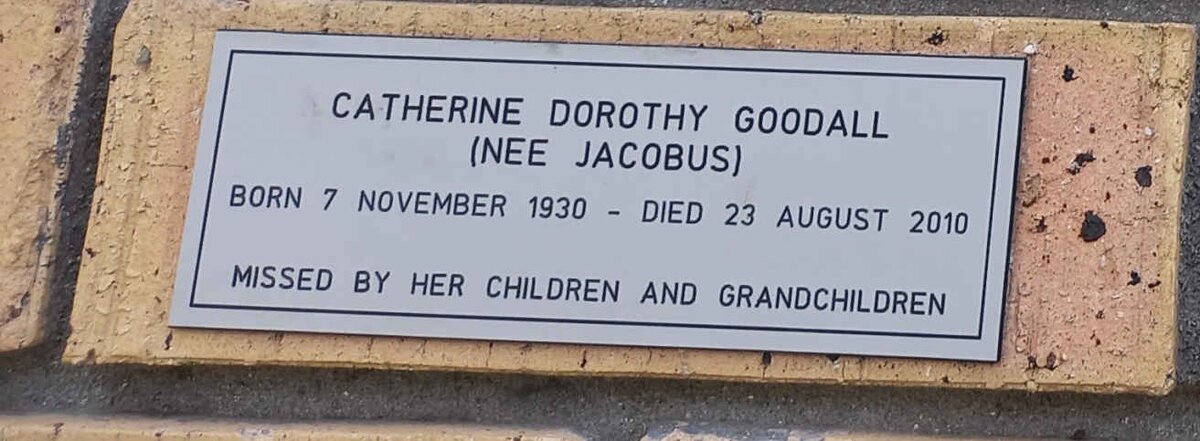 CATHERINE DOROTHY GOODALL
(NEE JACOBUS)
BORN 7 NOVEMBER 1930 - DIED 23 AUGUST 2010
MISSED BY HER CHILDREN AND GRANDCHILDREN